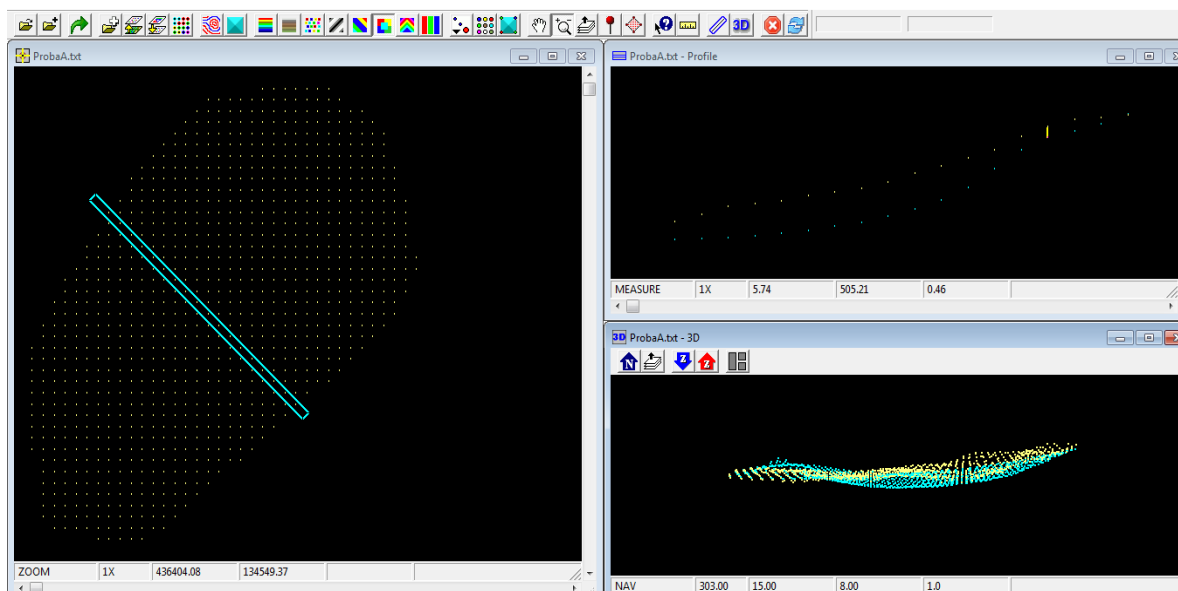 3D
ProbaA.txt
ZOOM 1X 436404.08 134549.37
ProbaA.txt - Profile
MEASURE 1X 5.74 505.21 0.46
3D ProbaA.txt - 3D
N Z Z
NAV 303.00 15.00 8.00 1.0